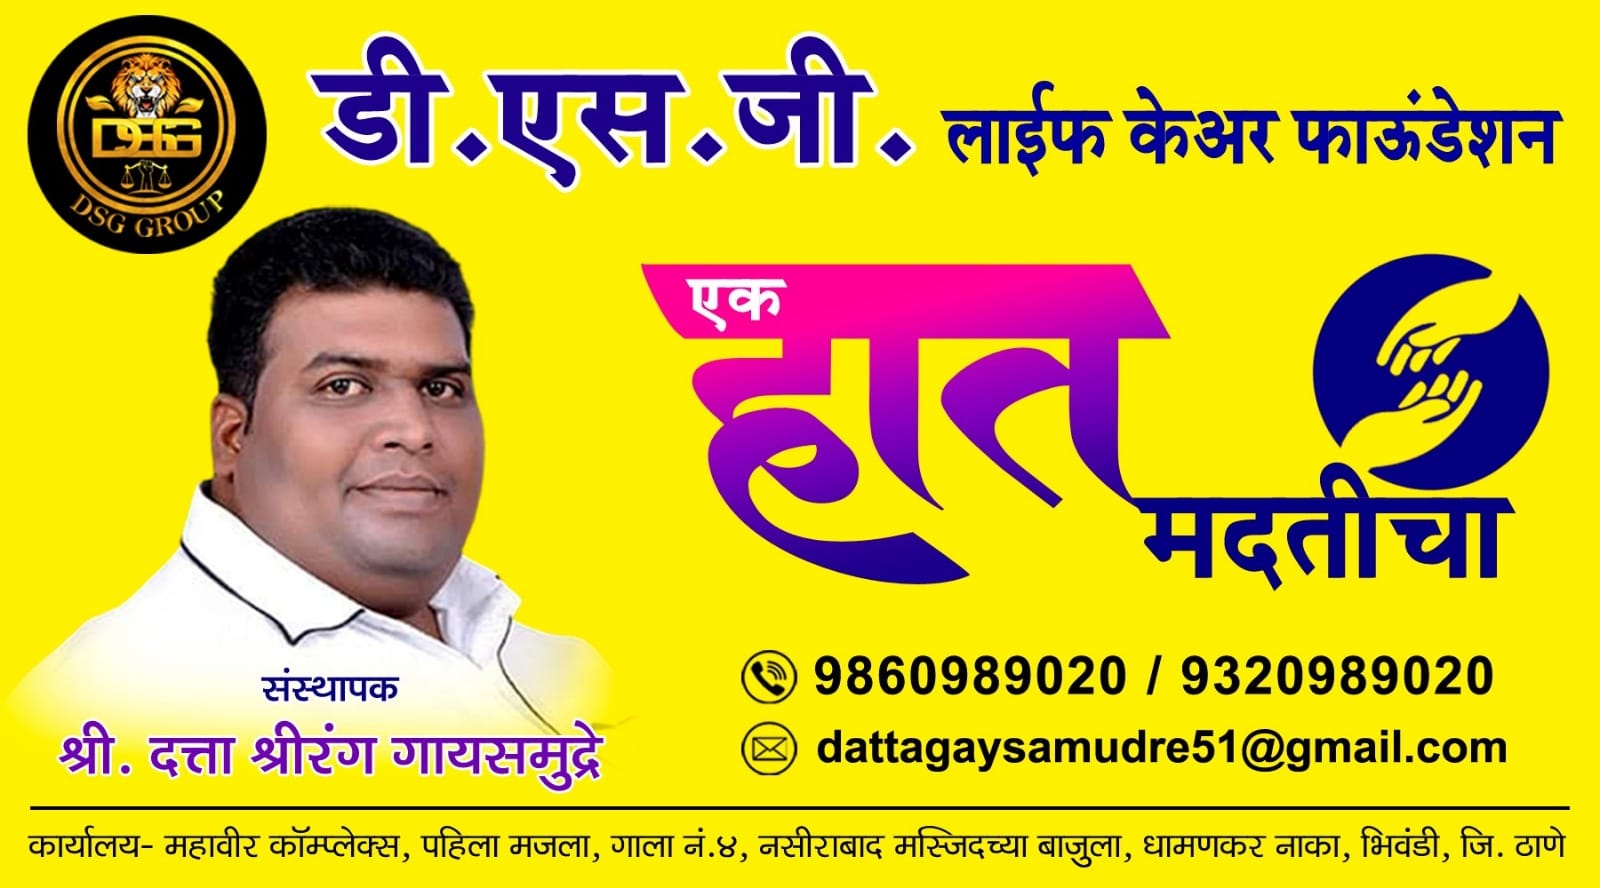 DSG
DSG GROUP
डी.एस.जी. लाईफ केअर फाऊंडेशन
एक
हात
मदतीचा
9860989020 / 9320989020
dattagaysamudre51@gmail.com
संस्थापक
श्री. दत्ता श्रीरंग गायसमुद्रे
कार्यालय- महावीर कॉम्प्लेक्स, पहिला मजला, गाला नं.४, नसीराबाद मस्जिदच्या बाजुला, धामणकर नाका, भिवंडी, जि. ठाणे